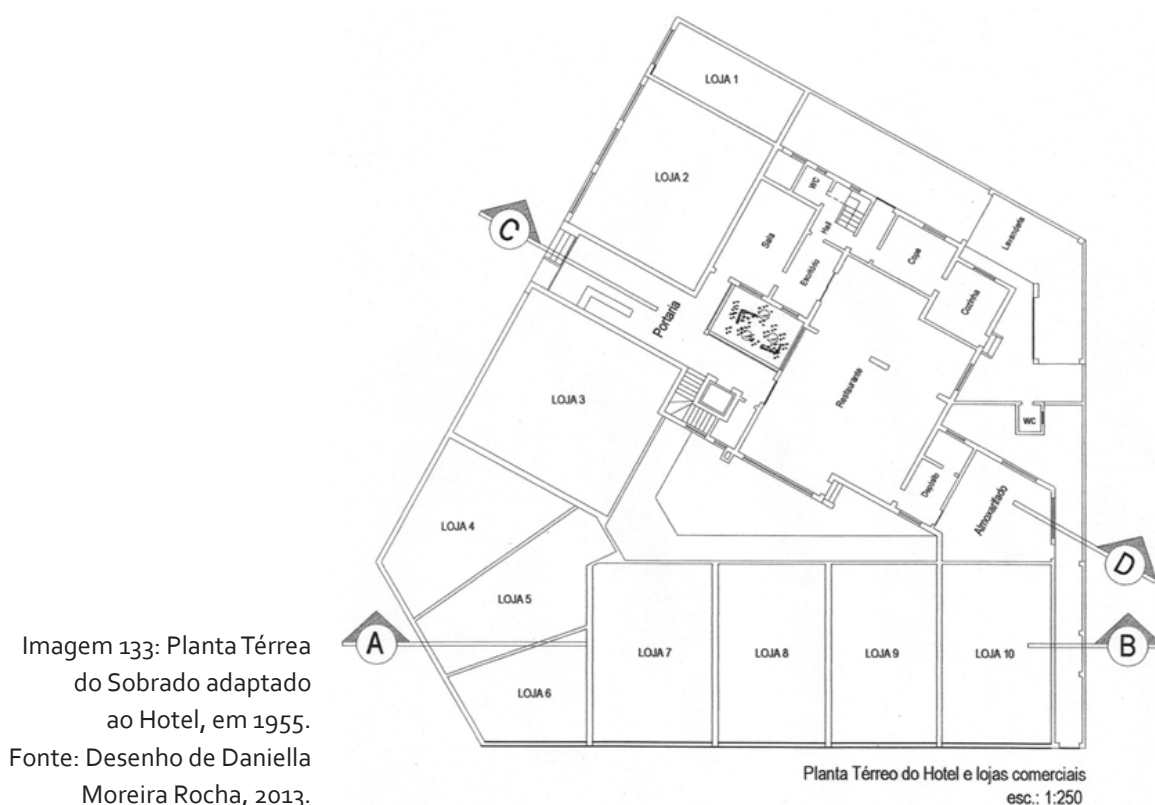 LOJA 1
LOJA 2
WC
Hall
Sala
Escritório
Copa
Lavanderia
Cozinha
C
Portaria
LOJA 3
Restaurante
WC
Depósito
Almoxarifado
LOJA 4
LOJA 5
LOJA 6
LOJA 7
LOJA 8
LOJA 9
LOJA 10
D
A
B
Planta Térreo do Hotel e lojas comerciais
esc.: 1:250
Imagem 133: Planta Térrea
do Sobrado adaptado
ao Hotel, em 1955.
Fonte: Desenho de Daniella
Moreira Rocha, 2013.